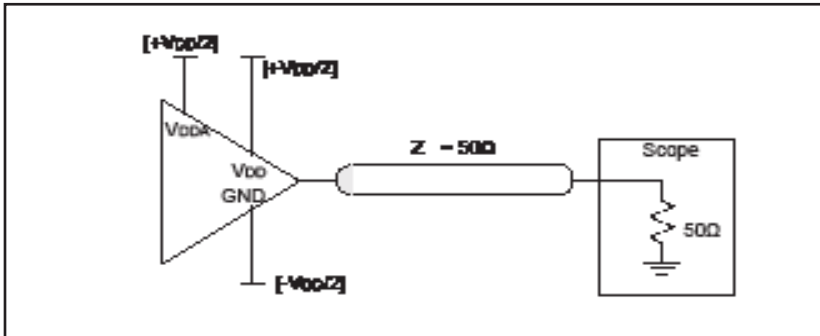 [+VDD/2]
[+VDD/2]
VDDA
VDD
GND
[-VDD/2]
Z = 50Ω
Scope
50Ω